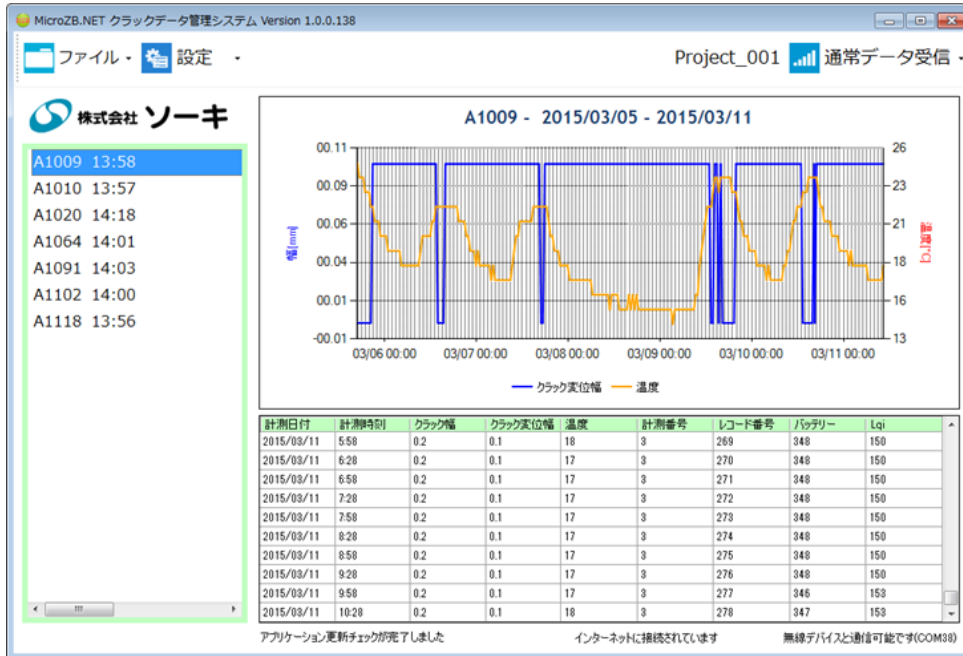 MicroZB.NET クラックデータ管理システム Version 1.0.0.138
ファイル 設定 Project_001 通常データ受信
株式会社 ソーキ
A1009 13:58
A1010 13:57
A1020 14:18
A1064 14:01
A1091 14:03
A1102 14:00
A1118 13:56
A1009 - 2015/03/05 - 2015/03/11
00.11 26
00.09 23
00.06 21
00.04 18
00.01 16
-00.01 13
幅[mm]
温度[℃]
03/06 00:00 03/07 00:00 03/08 00:00 03/09 00:00 03/10 00:00 03/11 00:00
クラック変位幅 温度
計測日付 計測時刻 クラック幅 クラック変位幅 温度 計測番号 レコード番号 バッテリー Lqi
2015/03/11 5:58 0.2 0.1 18 3 269 348 150
2015/03/11 6:28 0.2 0.1 17 3 270 348 150
2015/03/11 6:58 0.2 0.1 17 3 271 348 150
2015/03/11 7:28 0.2 0.1 17 3 272 348 150
2015/03/11 7:58 0.2 0.1 17 3 273 348 150
2015/03/11 8:28 0.2 0.1 17 3 274 348 150
2015/03/11 8:58 0.2 0.1 17 3 275 348 150
2015/03/11 9:28 0.2 0.1 17 3 276 348 150
2015/03/11 9:58 0.2 0.1 17 3 277 346 153
2015/03/11 10:28 0.2 0.1 18 3 278 347 153
アプリケーション更新チェックが完了しました インターネットに接続されています 無線デバイスと通信可能です(COM38)